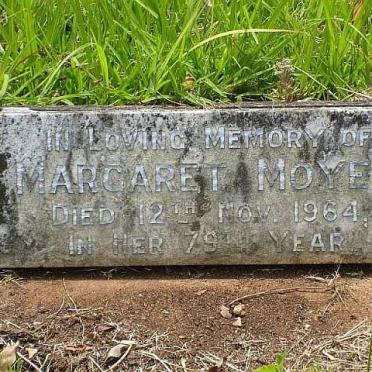 IN LOVING MEMORY OF
MARGARET MOYE
DIED 12TH NOV. 1964,
IN HER 79TH YEAR